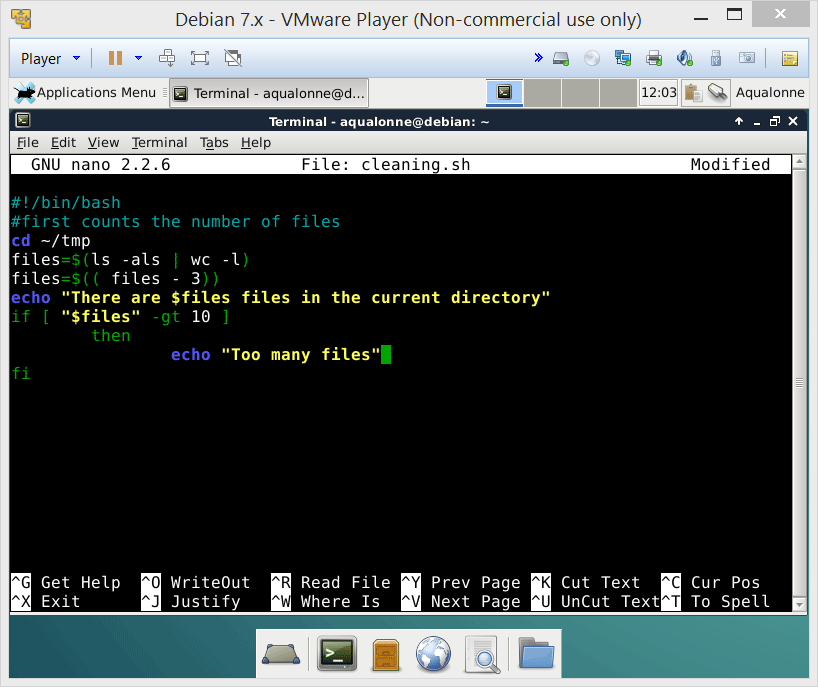 Debian 7.x - VMware Player (Non-commercial use only)
Player
Applications Menu
Terminal - aqualonne@d...
12:03
Aqualonne
Terminal - aqualonne@debian: ~
File Edit View Terminal Tabs Help
GNU nano 2.2.6 File: cleaning.sh Modified
#!/bin/bash
#first counts the number of files
cd ~/tmp
files=$(ls -als | wc -l)
files=$(( files - 3))
echo "There are $files files in the current directory"
if [ "$files" -gt 10 ]
then
echo "Too many files"
fi
^G Get Help ^O WriteOut ^R Read File ^Y Prev Page ^K Cut Text ^C Cur Pos
^X Exit ^J Justify ^W Where Is ^V Next Page ^U UnCut Text ^T To Spell